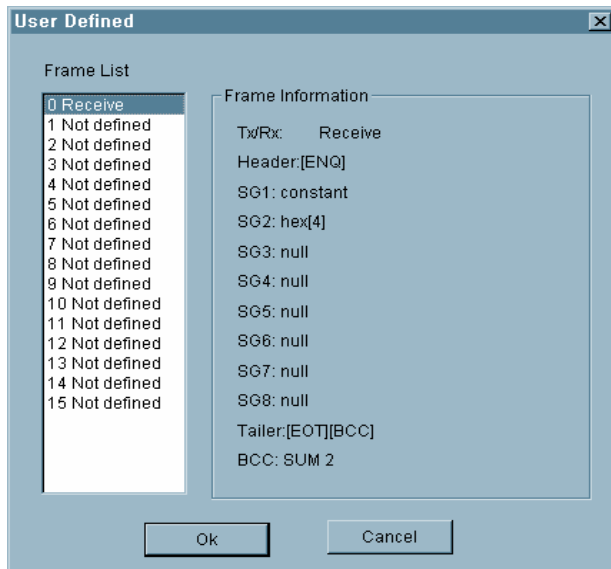 User Defined
Frame List
0 Receive
1 Not defined
2 Not defined
3 Not defined
4 Not defined
5 Not defined
6 Not defined
7 Not defined
8 Not defined
9 Not defined
10 Not defined
11 Not defined
12 Not defined
13 Not defined
14 Not defined
15 Not defined
Frame Information
Tx/Rx: Receive
Header:[ENQ]
SG1: constant
SG2: hex[4]
SG3: null
SG4: null
SG5: null
SG6: null
SG7: null
SG8: null
Tailer:[EOT][BCC]
BCC: SUM 2
Ok
Cancel